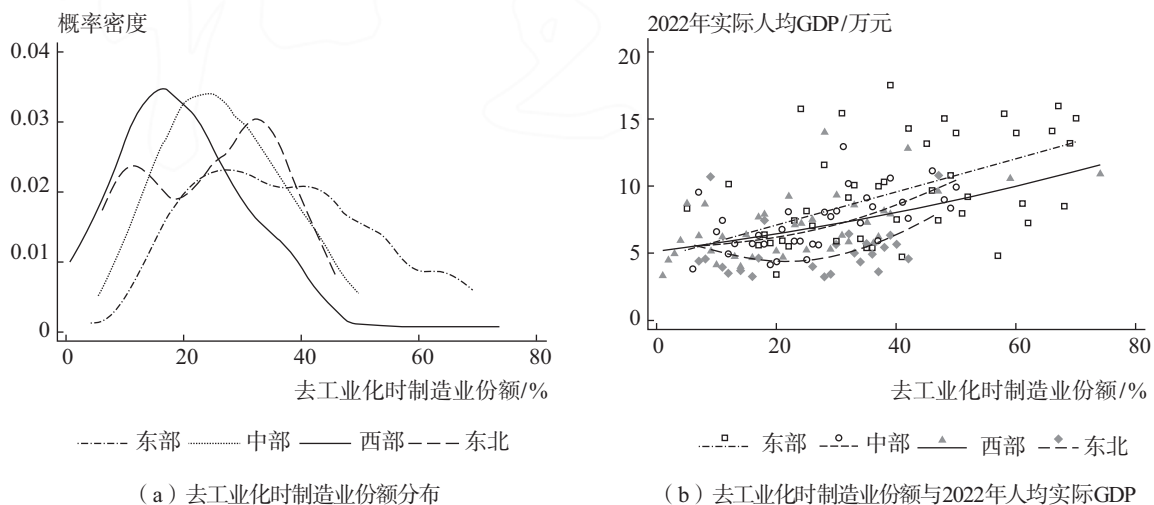 概率密度
0.04
0.03
0.02
0.01
0
0 20 40 60 80
去工业化时制造业份额/%
东部 中部 西部 东北
(a)去工业化时制造业份额分布
2022年实际人均GDP/万元
20
15
10
5
0
0 20 40 60 80
去工业化时制造业份额/%
东部 中部 西部 东北
(b)去工业化时制造业份额与2022年人均实际GDP